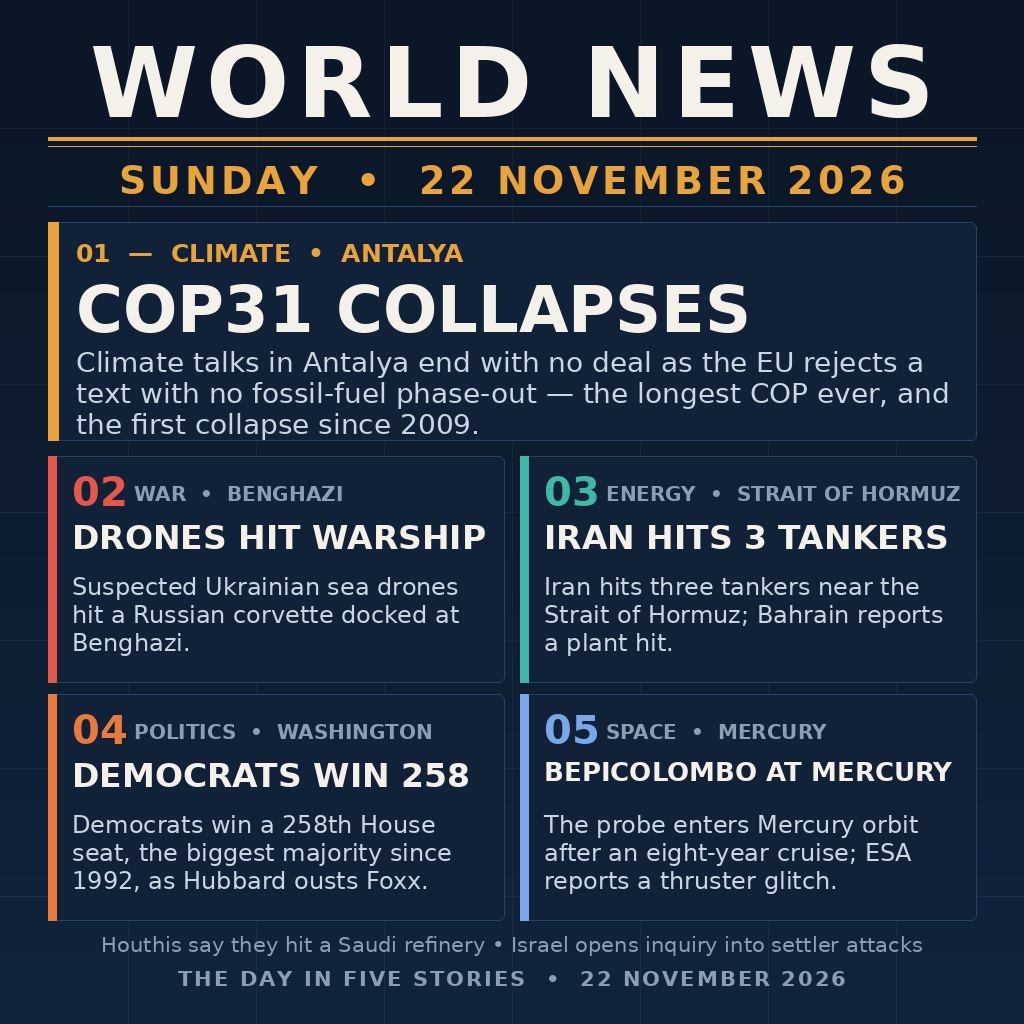 WORLD NEWS
SUNDAY • 22 NOVEMBER 2026
01 — CLIMATE • ANTALYA
COP31 COLLAPSES
Climate talks in Antalya end with no deal as the EU rejects a
text with no fossil-fuel phase-out — the longest COP ever, and
the first collapse since 2009.
02 WAR • BENGHAZI
DRONES HIT WARSHIP
Suspected Ukrainian sea drones
hit a Russian corvette docked at
Benghazi.
03 ENERGY • STRAIT OF HORMUZ
IRAN HITS 3 TANKERS
Iran hits three tankers near the
Strait of Hormuz; Bahrain reports
a plant hit.
04 POLITICS • WASHINGTON
DEMOCRATS WIN 258
Democrats win a 258th House
seat, the biggest majority since
1992, as Hubbard ousts Foxx.
05 SPACE • MERCURY
BEPICOLOMBO AT MERCURY
The probe enters Mercury orbit
after an eight-year cruise; ESA
reports a thruster glitch.
Houthis say they hit a Saudi refinery • Israel opens inquiry into settler attacks
THE DAY IN FIVE STORIES • 22 NOVEMBER 2026